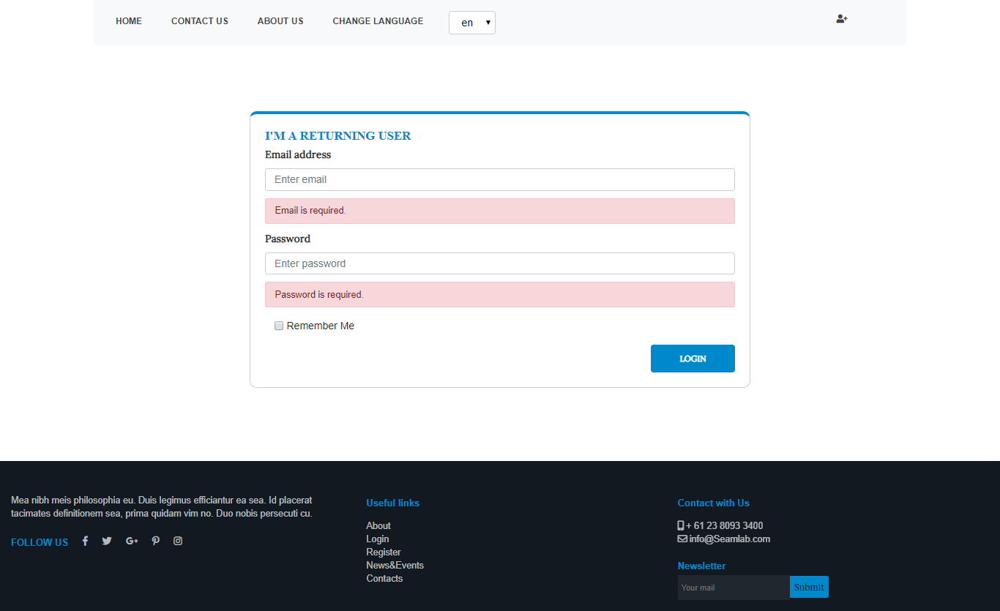 HOME CONTACT US ABOUT US CHANGE LANGUAGE en
I'M A RETURNING USER
Email address
Enter email
Email is required.
Password
Enter password
Password is required.
Remember Me
LOGIN
Mea nibh meis philosophia eu. Duis legimus efficiantur ea sea. Id placerat
tacimates definitionem sea, prima quidam vim no. Duo nobis persecuti cu.
FOLLOW US
Useful links
About
Login
Register
News&Events
Contacts
Contact with Us
+ 61 23 8093 3400
info@Seamlab.com
Newsletter
Your mail Submit